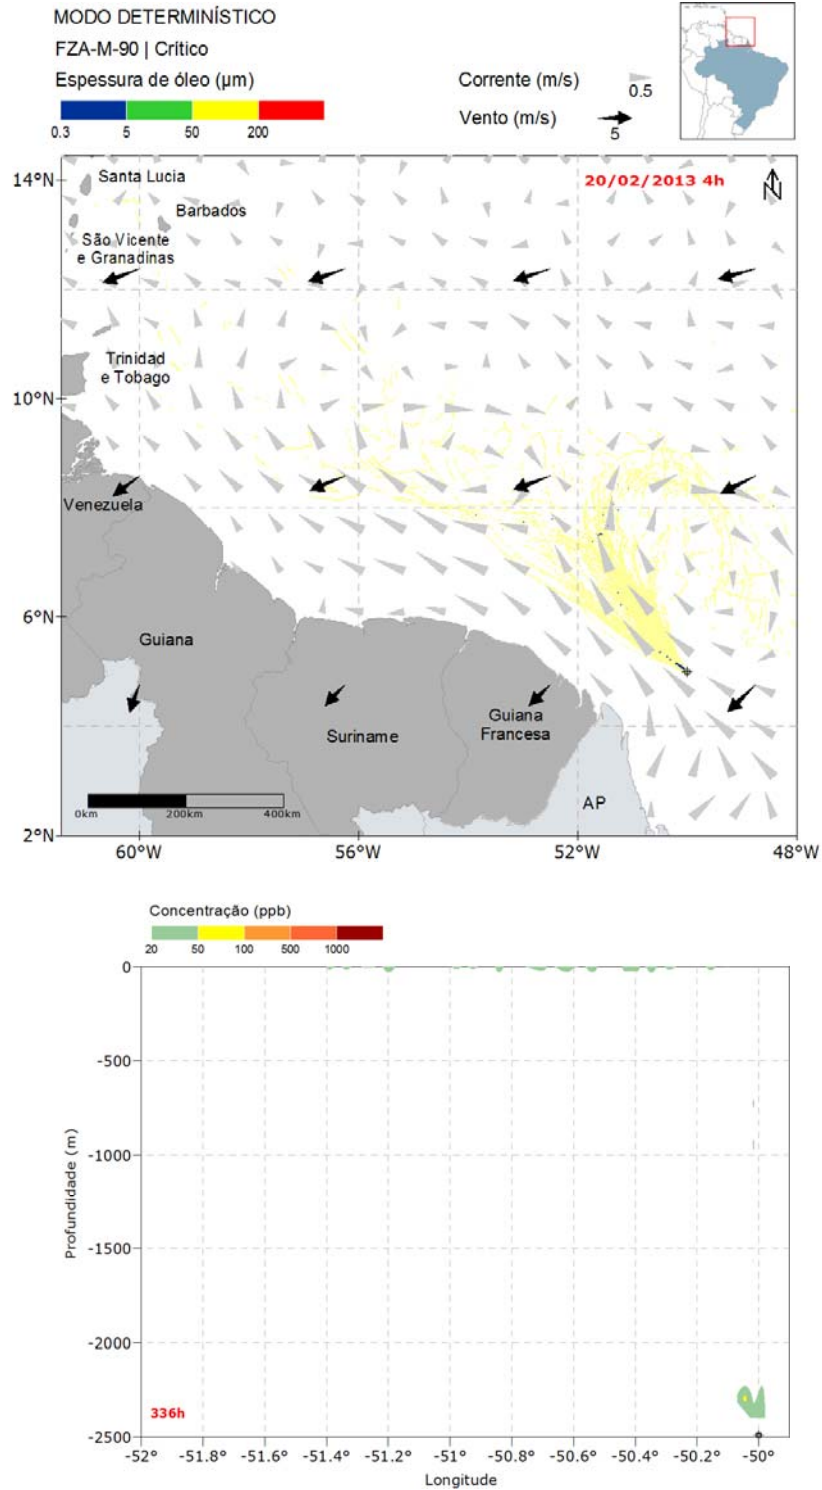 MODO DETERMINÍSTICO
FZA-M-90 | Crítico
Espessura de óleo (µm)
0.3 5 50 200
Corrente (m/s)
0.5
Vento (m/s)
5
20/02/2013 4h
N
14°N
10°N
6°N
2°N
Santa Lucia
Barbados
São Vicente
e Granadinas
Trinidad
e Tobago
Venezuela
Guiana
Suriname
Guiana
Francesa
AP
0km 200km 400km
60°W 56°W 52°W 48°W
Concentração (ppb)
20 50 100 500 1000
Profundidade (m)
0
-500
-1000
-1500
-2000
-2500
336h
-52° -51.8° -51.6° -51.4° -51.2° -51° -50.8° -50.6° -50.4° -50.2° -50°
Longitude